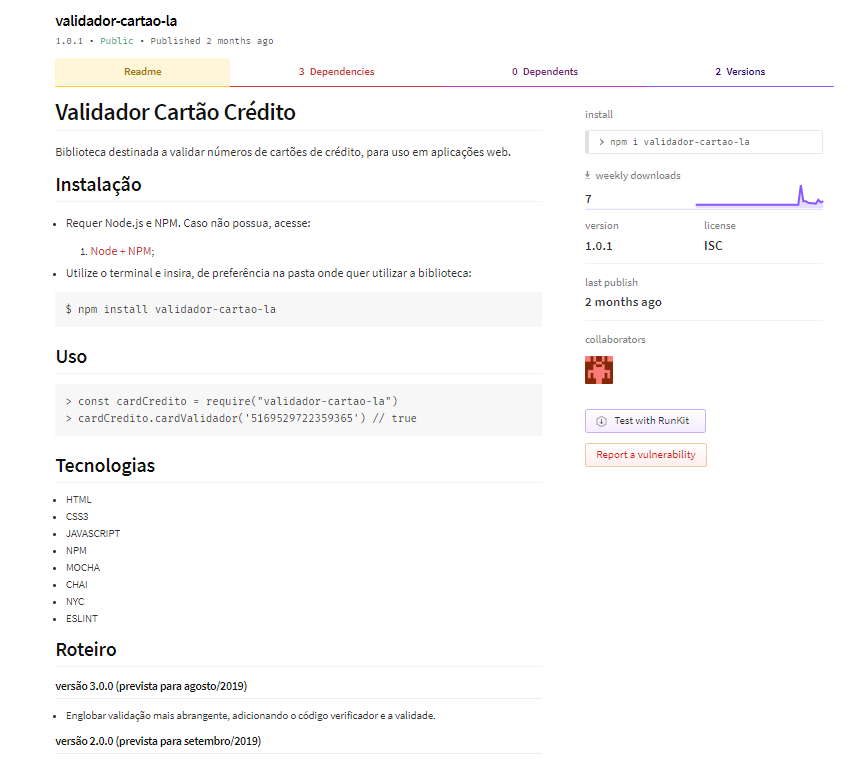 validador-cartao-la
1.0.1 • Public • Published 2 months ago
Readme
3 Dependencies
0 Dependents
2 Versions
Validador Cartão Crédito
Biblioteca destinada a validar números de cartões de crédito, para uso em aplicações web.
Instalação
• Requer Node.js e NPM. Caso não possua, acesse:
1. Node + NPM;
• Utilize o terminal e insira, de preferência na pasta onde quer utilizar a biblioteca:
$ npm install validador-cartao-la
Uso
> const cardCredito = require("validador-cartao-la")
> cardCredito.cardValidador('5169529722359365') // true
Tecnologias
• HTML
• CSS3
• JAVASCRIPT
• NPM
• MOCHA
• CHAI
• NYC
• ESLINT
Roteiro
versão 3.0.0 (prevista para agosto/2019)
• Englobar validação mais abrangente, adicionando o código verificador e a validade.
versão 2.0.0 (prevista para setembro/2019)
install
> npm i validador-cartao-la
weekly downloads
7
version
license
1.0.1
ISC
last publish
2 months ago
collaborators
Test with RunKit
Report a vulnerability